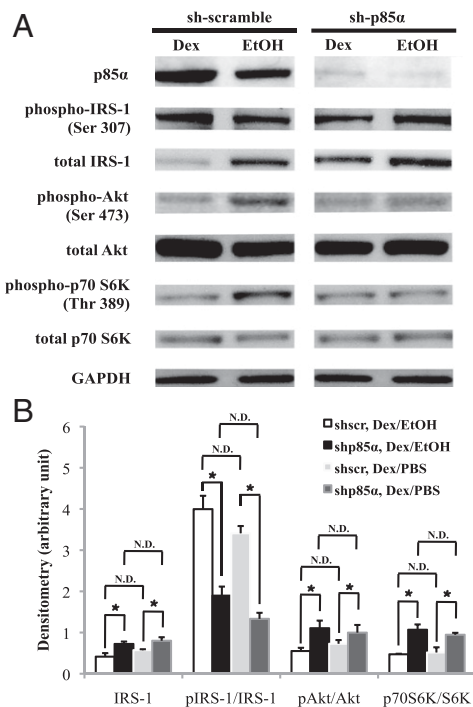 A
sh-scramble
sh-p85α
Dex
EtOH
Dex
EtOH
p85α
phospho-IRS-1
(Ser 307)
total IRS-1
phospho-Akt
(Ser 473)
total Akt
phospho-p70 S6K
(Thr 389)
total p70 S6K
GAPDH
B
Densitometry (arbitrary unit)
6
5
4
3
2
1
0
shscr, Dex/EtOH
shp85α, Dex/EtOH
shscr, Dex/PBS
shp85α, Dex/PBS
N.D.
N.D.
*
*
N.D.
N.D.
*
*
N.D.
N.D.
*
*
N.D.
N.D.
*
*
IRS-1
pIRS-1/IRS-1
pAkt/Akt
p70S6K/S6K